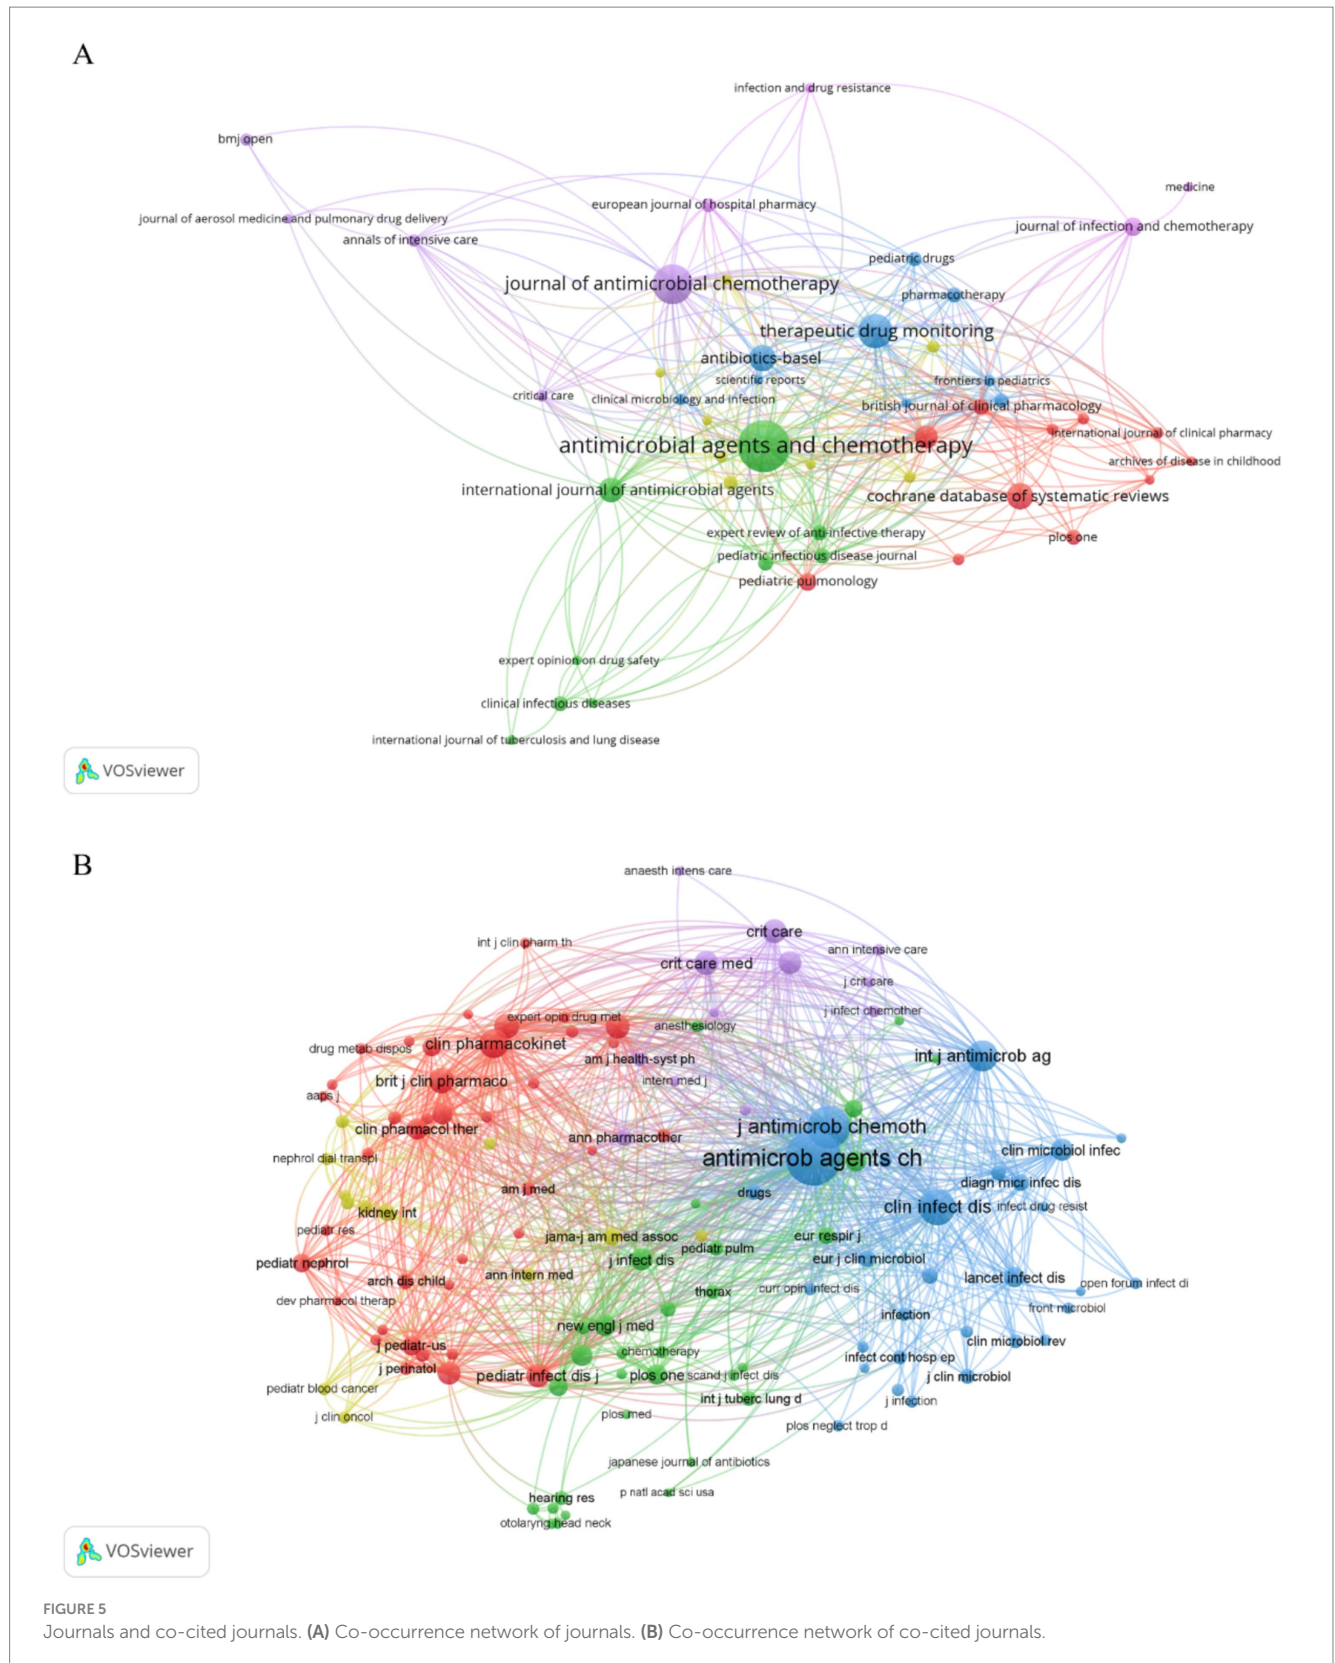 A
infection and drug resistance
bmj open
medicine
european journal of hospital pharmacy
journal of aerosol medicine and pulmonary drug delivery
journal of infection and chemotherapy
annals of intensive care
pediatric drugs
journal of antimicrobial chemotherapy
pharmacotherapy
therapeutic drug monitoring
antibiotics-basel
scientific reports
frontiers in pediatrics
critical care
clinical microbiology and infection
british journal of clinical pharmacology
international journal of clinical pharmacy
antimicrobial agents and chemotherapy
archives of disease in childhood
international journal of antimicrobial agents
cochrane database of systematic reviews
expert review of anti-infective therapy
plos one
pediatric infectious disease journal
pediatric pulmonology
expert opinion on drug safety
clinical infectious diseases
international journal of tuberculosis and lung disease
VOSviewer
B
anaesth intens care
crit care
int j clin pharm th
ann intensive care
crit care med
j crit care
j infect chemother
expert opin drug met
anesthesiology
clin pharmacokinet
drug metab dispos
int j antimicrob ag
am j health-syst ph
brit j clin pharmaco
intern med j
aaps j
j antimicrob chemoth
clin pharmacol ther
ann pharmacother
clin microbiol infec
nephrol dial transpl
antimicrob agents ch
diagn micr infec dis
am j med
drugs
clin infect dis
infect drug resist
kidney int
pediatr res
jama-j am med assoc
eur respir j
pediatr pulm
j infect dis
eur j clin microbiol
pediatr nephrol
arch dis child
ann intern med
lancet infect dis
open forum infect di
thorax
curr opin infect dis
dev pharmacol therap
front microbiol
infection
new engl j med
clin microbiol rev
j pediatr-us
chemotherapy
infect cont hosp ep
j perinatol
pediatr infect dis j
plos one
scand j infect dis
j clin microbiol
pediatr blood cancer
int j tuberc lung d
j infection
j clin oncol
plos med
plos neglect trop d
japanese journal of antibiotics
p natl acad sci usa
hearing res
otolaryng head neck
VOSviewer
FIGURE 5
Journals and co-cited journals. (A) Co-occurrence network of journals. (B) Co-occurrence network of co-cited journals.